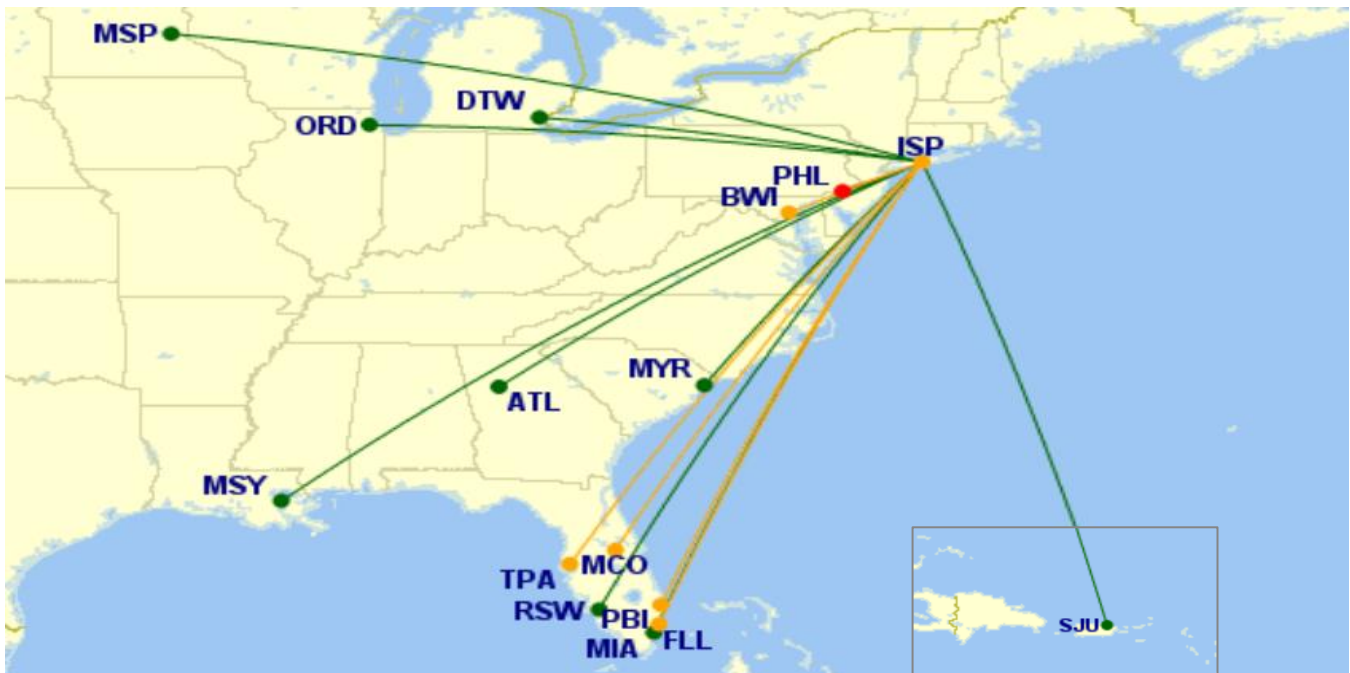 MSP
DTW
ORD
ISP
PHL
BWI
MYR
ATL
MSY
MCO
TPA
RSW
PBI
FLL
MIA
SJU